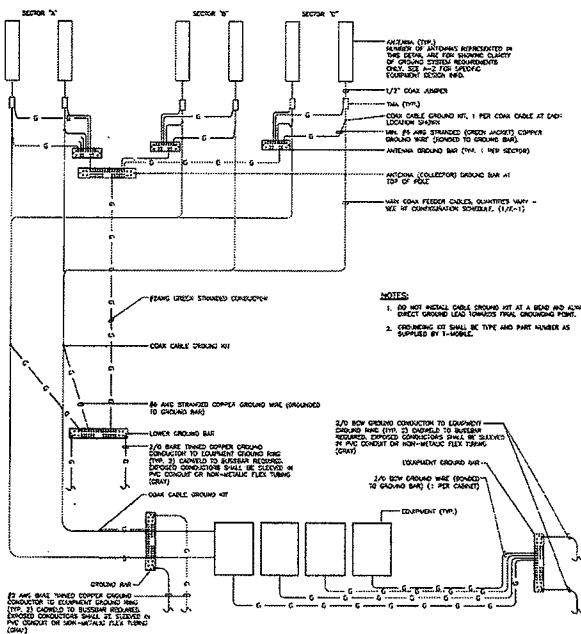 SECTOR "A"
SECTOR "B"
SECTOR "C"
ANTENNA (TYP.)
NUMBER OF ANTENNAS REPRESENTED IN
THIS DETAIL ARE FOR SHOWING CLARITY
OF GROUND SYSTEM REQUIREMENTS
ONLY. SEE A-2 FOR SPECIFIC
EQUIPMENT DESIGN INFO.
1/2" COAX JUMPER
TMA (TYP.)
COAX CABLE GROUND KIT, 1 PER COAX CABLE AT EACH
LOCATION SHOWN
MIN. #6 AWG STRANDED (GREEN JACKET) COPPER
GROUND WIRE (BONDED TO GROUND BAR).
ANTENNA GROUND BAR (TYP. 1 PER SECTOR)
ANTENNA (COLLECTOR) GROUND BAR AT
TOP OF POLE
MAIN COAX FEEDER CABLES, QUANTITIES VARY -
SEE RF CONFIGURATION SCHEDULE. (1/E-1)
#2AWG GREEN STRANDED CONDUCTOR
COAX CABLE GROUND KIT
NOTES:
1. DO NOT INSTALL CABLE GROUND KIT AT A BEND AND ALWA
DIRECT GROUND LEAD TOWARDS FINAL GROUNDING POINT.
2. GROUNDING KIT SHALL BE TYPE AND PART NUMBER AS
SUPPLIED BY T-MOBILE.
#6 AWG STRANDED COPPER GROUND WIRE (GROUNDED
TO GROUND BAR)
LOWER GROUND BAR
2/0 BARE TINNED COPPER GROUND
CONDUCTOR TO EQUIPMENT GROUND RING
(TYP. 2) CADWELD TO BUSSBAR REQUIRED.
EXPOSED CONDUCTORS SHALL BE SLEEVED IN
PVC CONDUIT OR NON-METALIC FLEX TUBING
(GRAY)
COAX CABLE GROUND KIT
2/0 BCW GROUND CONDUCTOR TO EQUIPMENT
GROUND RING (TYP. 2) CADWELD TO BUSSBAR
REQUIRED. EXPOSED CONDUCTORS SHALL BE SLEEVED
IN PVC CONDUIT OR NON-METALIC FLEX TUBING
(GRAY)
EQUIPMENT GROUND BAR
2/0 BCW GROUND WIRE (BONDED
TO GROUND BAR) (1 PER CABINET)
EQUIPMENT (TYP.)
GROUND BAR
#2 AWG BARE TINNED COPPER GROUND
CONDUCTOR TO EQUIPMENT GROUND RING
(TYP. 2) CADWELD TO BUSSBAR REQUIRED.
EXPOSED CONDUCTORS SHALL BE SLEEVED IN
PVC CONDUIT OR NON-METALIC FLEX TUBING
(GRAY)